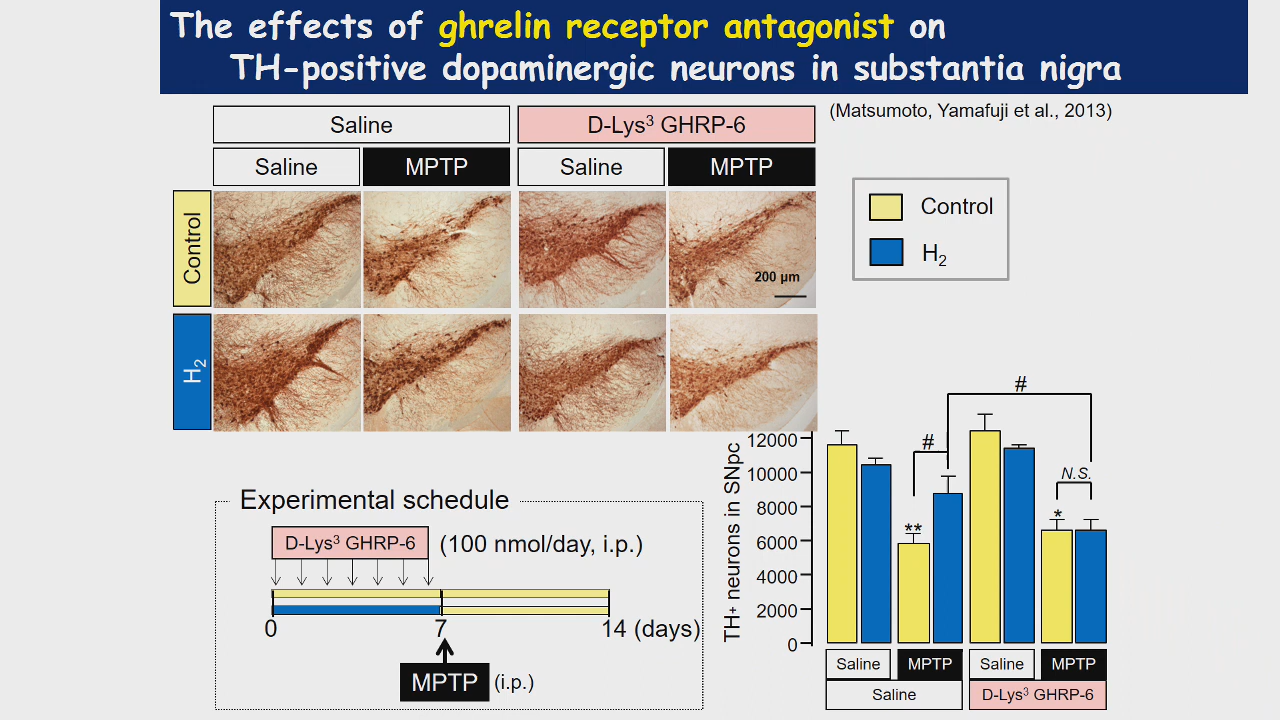 The effects of ghrelin receptor antagonist on
TH-positive dopaminergic neurons in substantia nigra
(Matsumoto, Yamafuji et al., 2013)
Saline
D-Lys³ GHRP-6
Saline
MPTP
Saline
MPTP
Control
H₂
200 μm
Control
H₂
Experimental schedule
D-Lys³ GHRP-6
(100 nmol/day, i.p.)
0
7
14 (days)
MPTP
(i.p.)
TH+ neurons in SNpc
12000
10000
8000
6000
4000
2000
0
**
#
#
*
N.S.
Saline
MPTP
Saline
MPTP
Saline
D-Lys³ GHRP-6